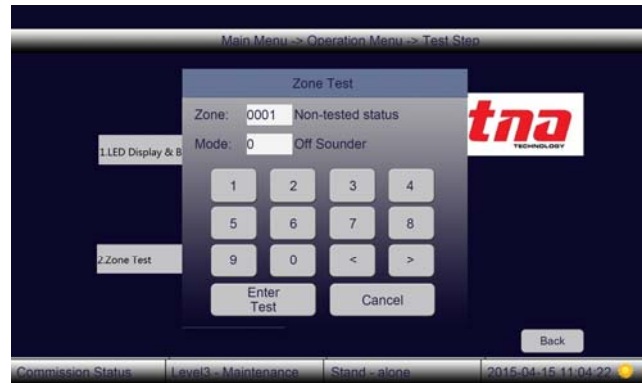 Main Menu -> Operation Menu -> Test Step
Zone Test
Zone: 0001 Non-tested status
Mode: 0 Off Sounder
tna
TECHNOLOGY
1.LED Display & B
1 2 3 4
5 6 7 8
2.Zone Test
9 0 < >
Enter Test
Cancel
Back
Commission Status Level3 - Maintenance Stand - alone 2015-04-15 11:04:22